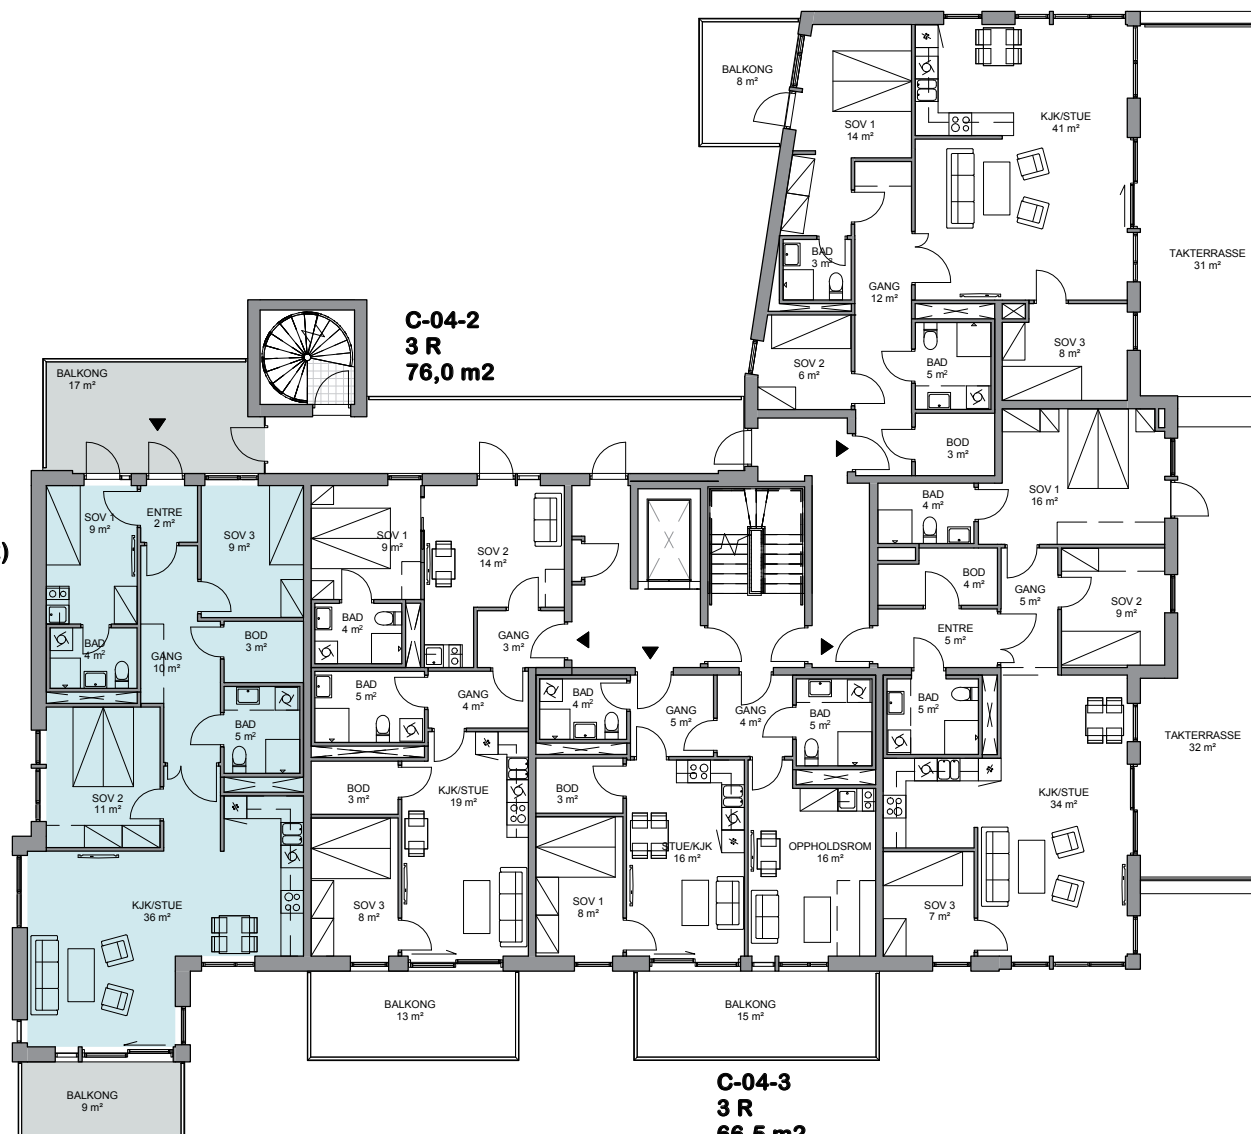 BALKONG
8 m²
SOV 1
14 m²
KJK/STUE
41 m²
BAD
3 m²
GANG
12 m²
TAKTERRASSE
31 m²
C-04-2
3 R
76,0 m2
SOV 2
6 m²
BAD
5 m²
SOV 3
8 m²
BOD
3 m²
BALKONG
17 m²
SOV 1
9 m²
ENTRE
2 m²
SOV 3
9 m²
SOV 1
9 m²
SOV 2
14 m²
BAD
4 m²
SOV 1
16 m²
)
BOD
4 m²
GANG
5 m²
SOV 2
9 m²
BAD
4 m²
GANG
10 m²
BOD
3 m²
BAD
4 m²
GANG
3 m²
ENTRE
5 m²
BAD
5 m²
GANG
4 m²
BAD
4 m²
GANG
5 m²
GANG
4 m²
BAD
5 m²
BAD
5 m²
BAD
5 m²
TAKTERRASSE
32 m²
SOV 2
11 m²
BOD
3 m²
KJK/STUE
19 m²
BOD
3 m²
STUE/KJK
16 m²
OPPHOLDSROM
16 m²
KJK/STUE
34 m²
KJK/STUE
36 m²
SOV 3
8 m²
SOV 1
8 m²
SOV 3
7 m²
BALKONG
13 m²
BALKONG
15 m²
BALKONG
9 m²
C-04-3
3 R
66,5 m2